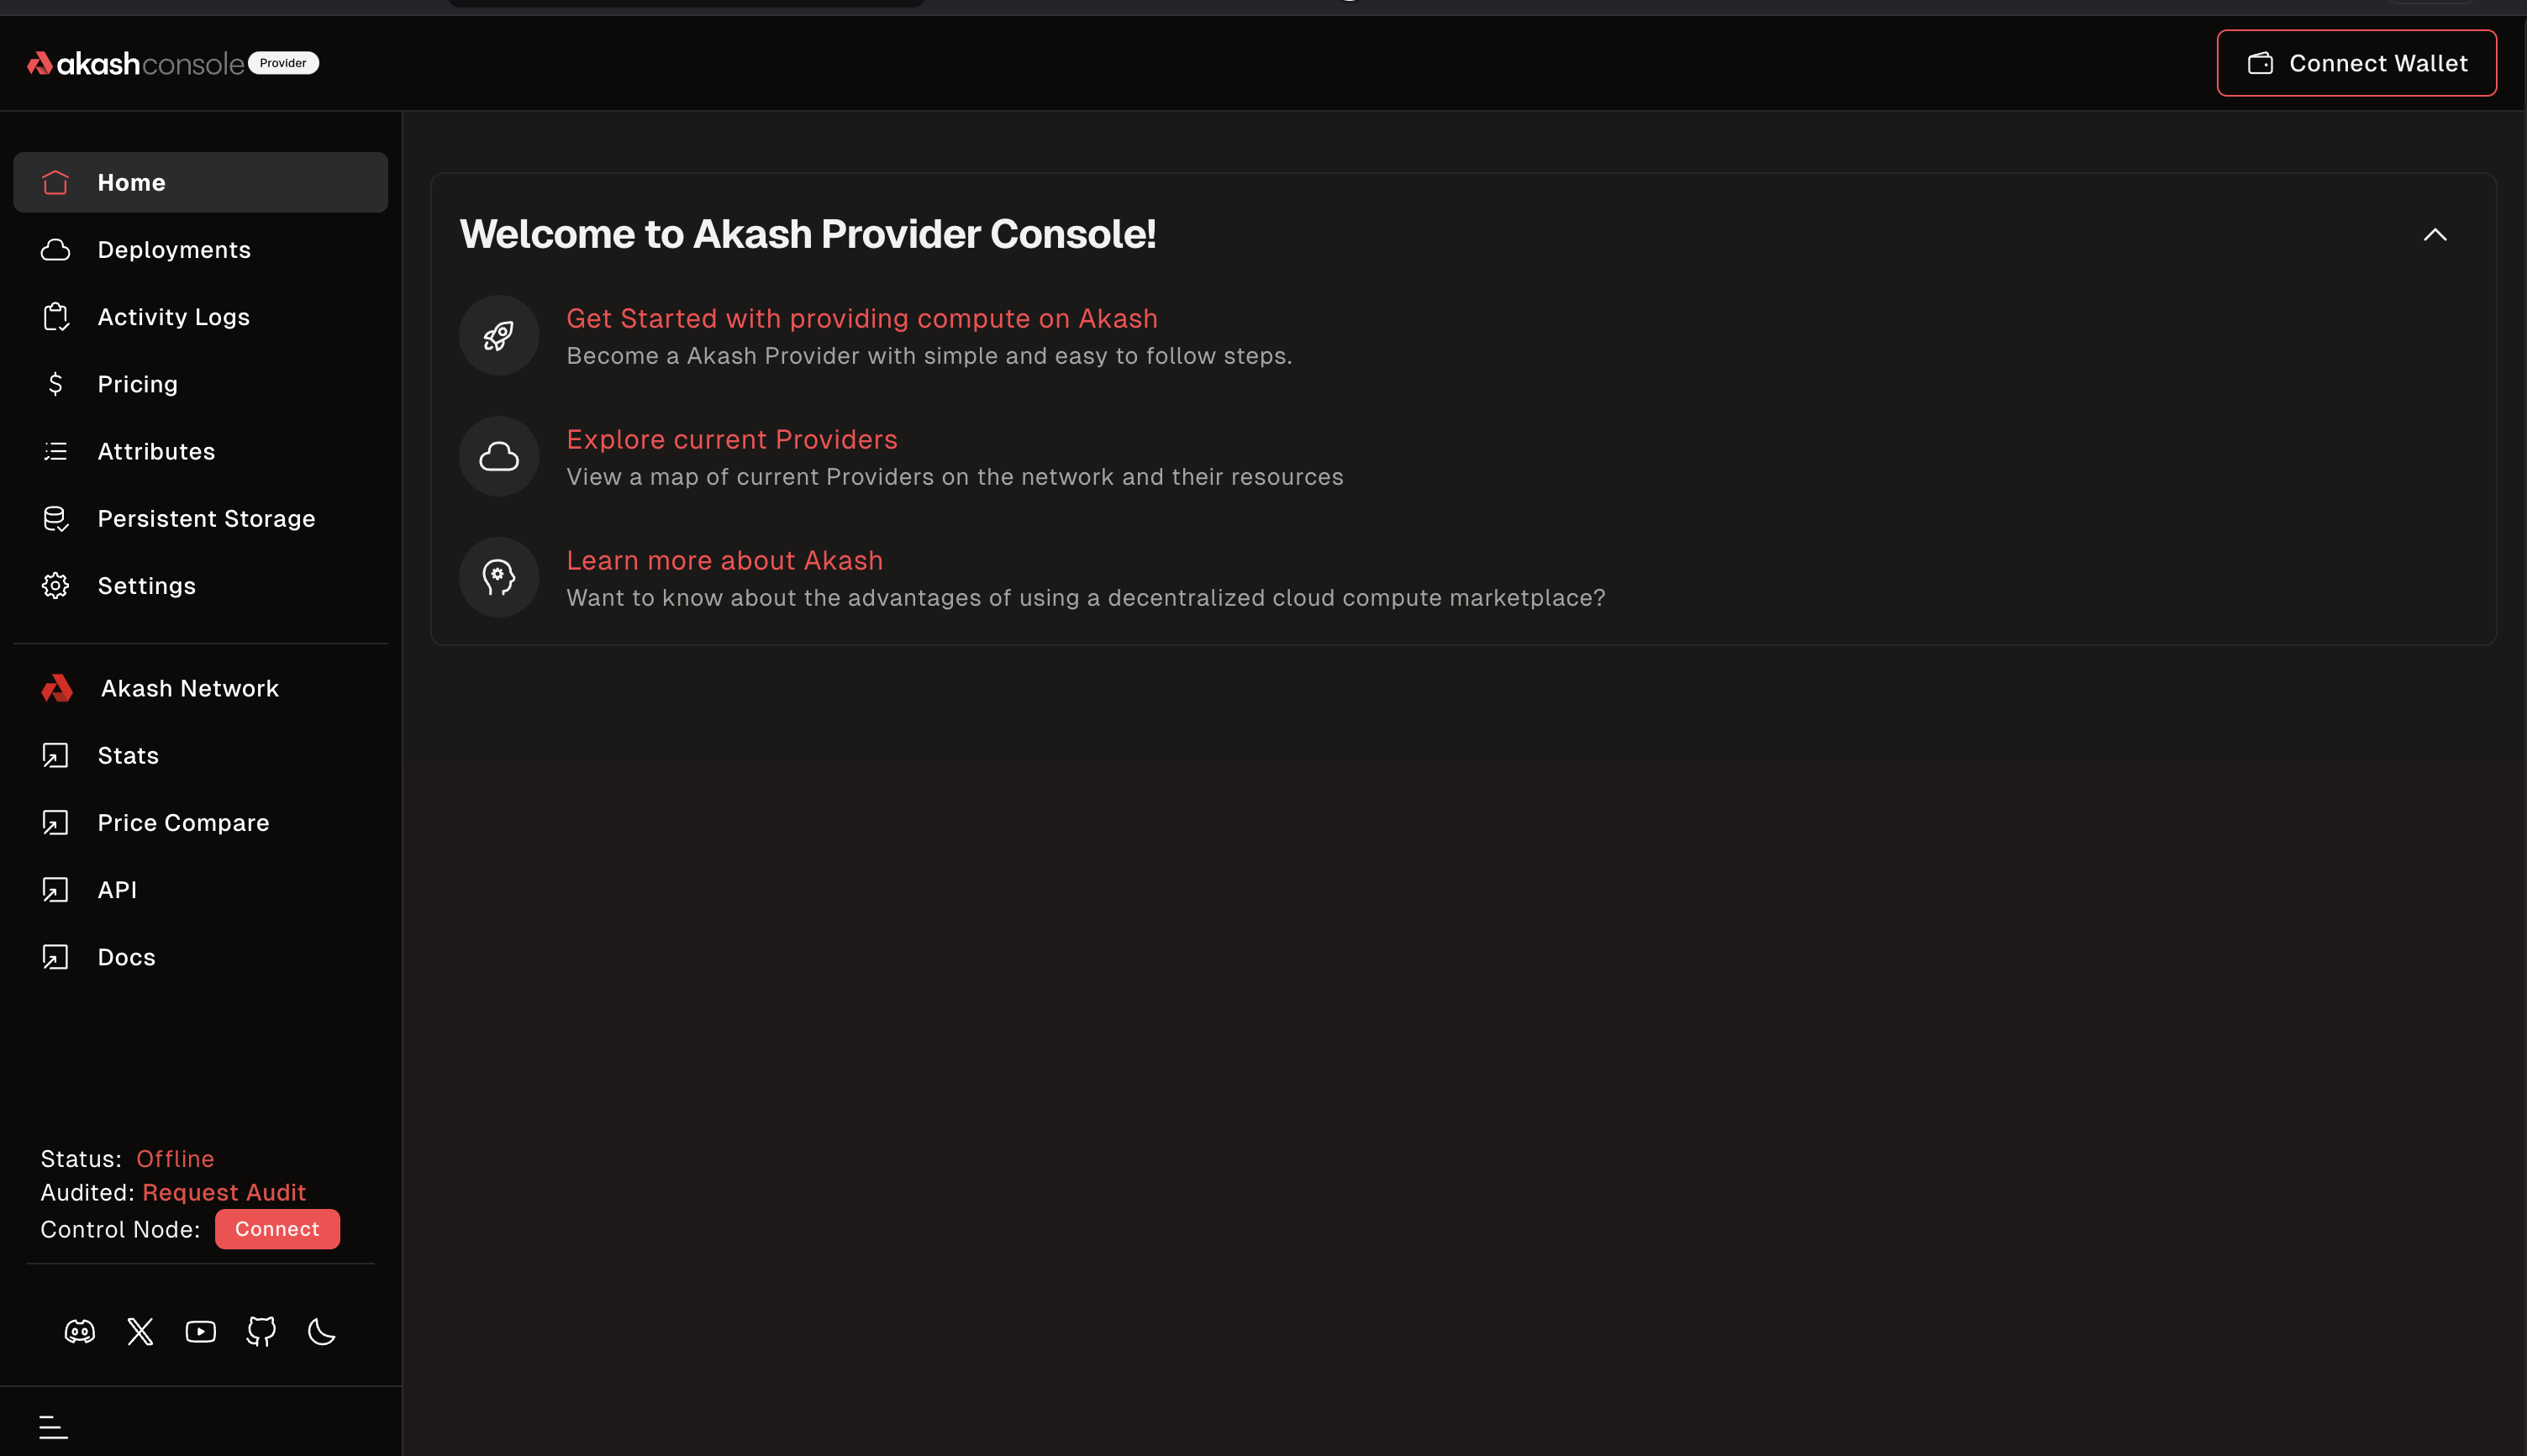 akashconsole Provider
Connect Wallet
Home
Deployments
Activity Logs
Pricing
Attributes
Persistent Storage
Settings
Akash Network
Stats
Price Compare
API
Docs
Status: Offline
Audited: Request Audit
Control Node: Connect
Welcome to Akash Provider Console!
Get Started with providing compute on Akash
Become a Akash Provider with simple and easy to follow steps.
Explore current Providers
View a map of current Providers on the network and their resources
Learn more about Akash
Want to know about the advantages of using a decentralized cloud compute marketplace?